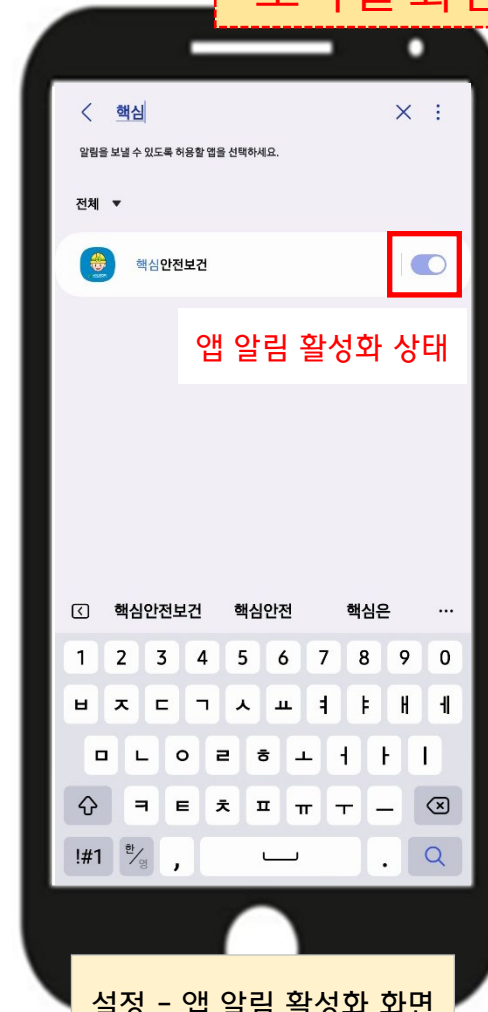 핵심
알림을 보낼 수 있도록 허용할 앱을 선택하세요.
전체 ▼
핵심안전보건
앱 알림 활성화 상태
핵심안전보건 핵심안전 핵심은 ...
1 2 3 4 5 6 7 8 9 0
ㅂ ㅈ ㄷ ㄱ ㅅ ㅛ ㅕ ㅑ ㅐ ㅔ
ㅁ ㄴ ㅇ ㄹ ㅎ ㅗ ㅓ ㅏ ㅣ
ㅋ ㅌ ㅊ ㅍ ㅠ ㅜ ㅡ
!#1 한/영 , .
설정 - 앱 알림 활성화 화면